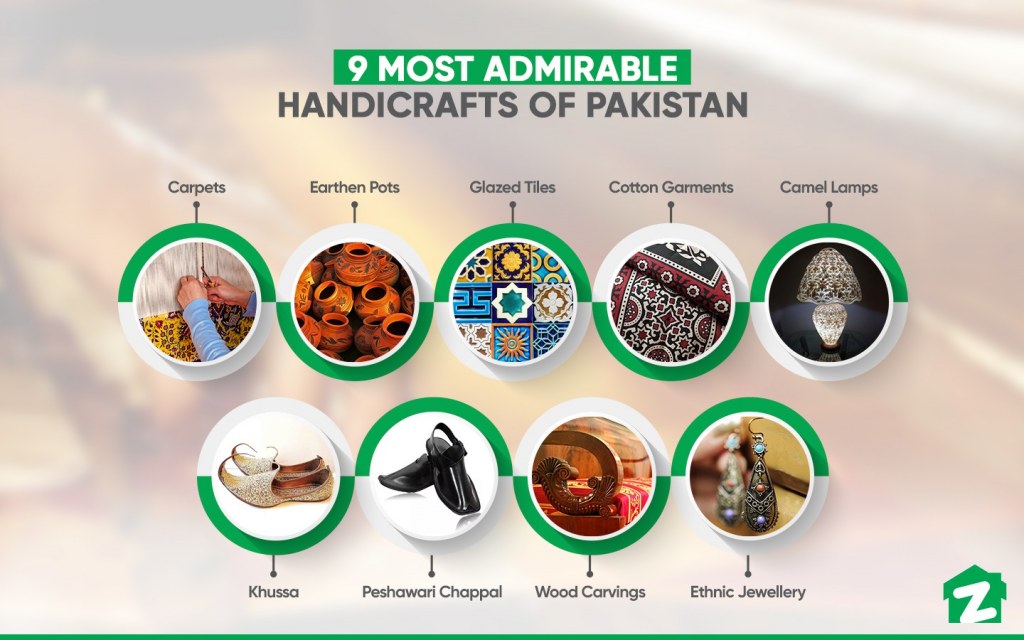 9 MOST ADMIRABLE
HANDICRAFTS OF PAKISTAN
Carpets
Earthen Pots
Glazed Tiles
Cotton Garments
Camel Lamps
Khussa
Peshawari Chappal
Wood Carvings
Ethnic Jewellery
Z